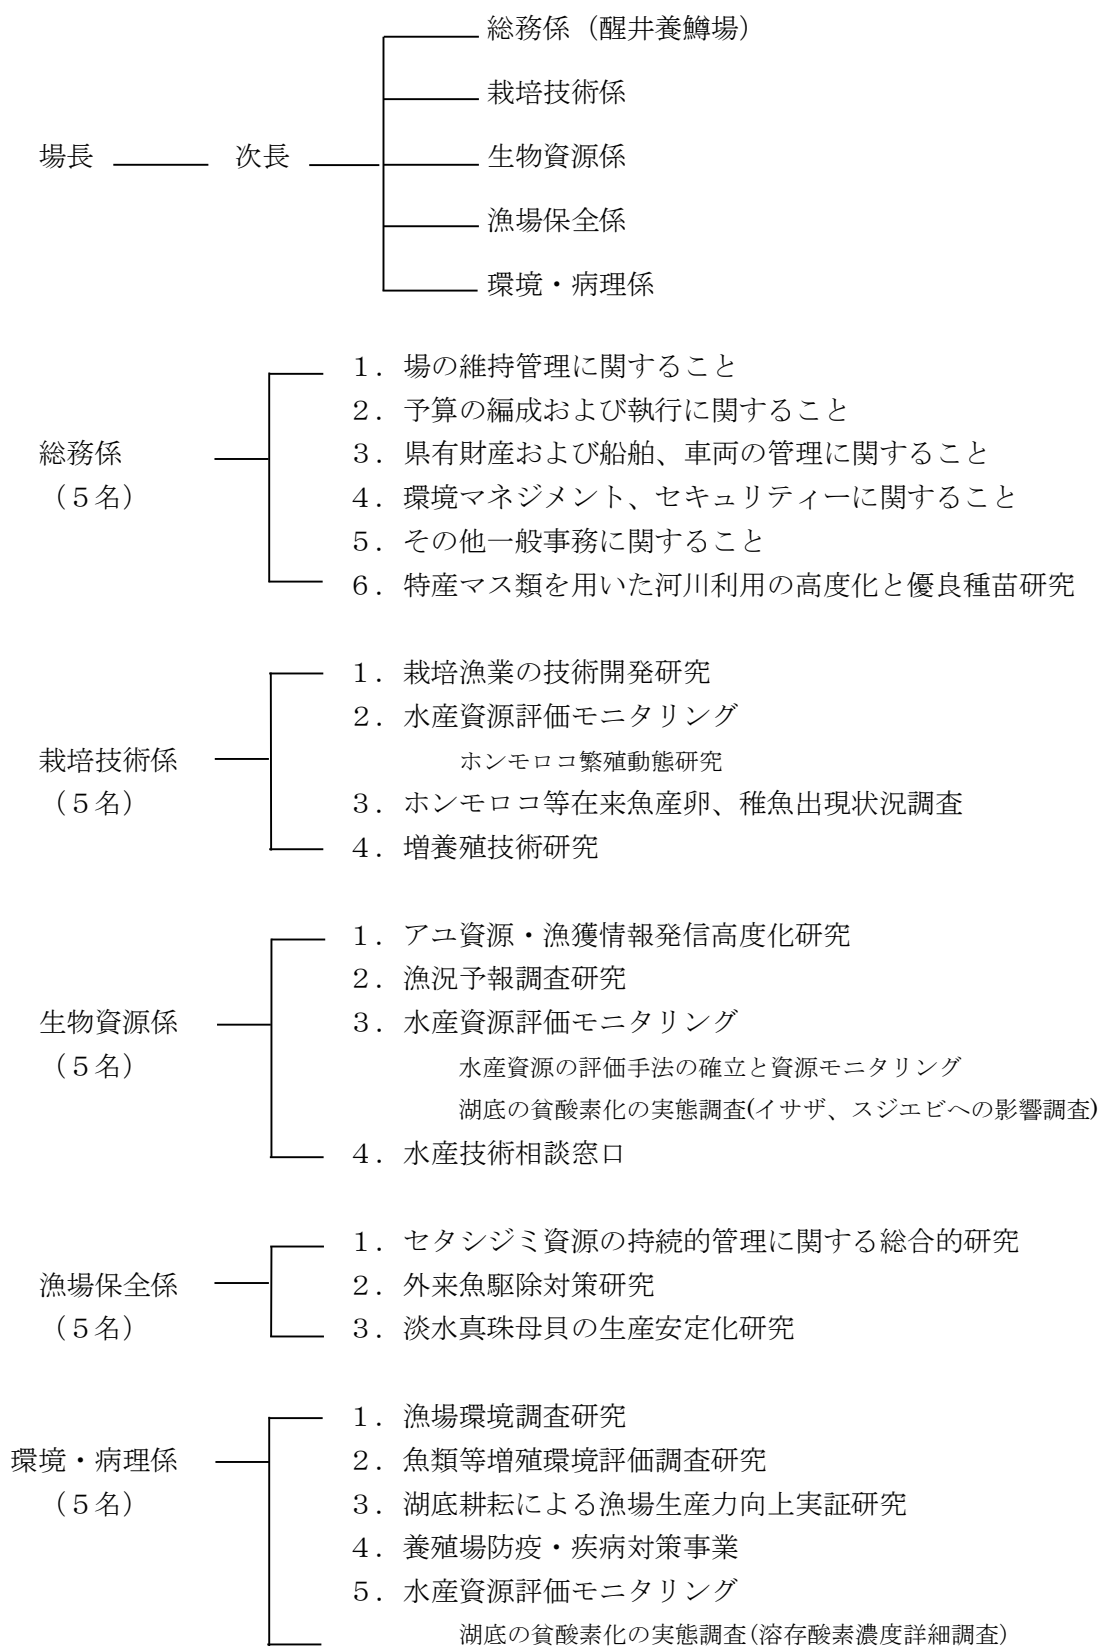 総務係（醒井養鱒場）
栽培技術係
場長 次長 生物資源係
漁場保全係
環境・病理係
１．場の維持管理に関すること
２．予算の編成および執行に関すること
総務係 ３．県有財産および船舶、車両の管理に関すること
（５名） ４．環境マネジメント、セキュリティーに関すること
５．その他一般事務に関すること
６．特産マス類を用いた河川利用の高度化と優良種苗研究
１．栽培漁業の技術開発研究
２．水産資源評価モニタリング
栽培技術係 ホンモロコ繁殖動態研究
（５名） ３．ホンモロコ等在来魚産卵、稚魚出現状況調査
４．増養殖技術研究
１．アユ資源・漁獲情報発信高度化研究
２．漁況予報調査研究
生物資源係 ３．水産資源評価モニタリング
（５名） 水産資源の評価手法の確立と資源モニタリング
湖底の貧酸素化の実態調査(イサザ、スジエビへの影響調査)
４．水産技術相談窓口
１．セタシジミ資源の持続的管理に関する総合的研究
漁場保全係 ２．外来魚駆除対策研究
（５名） ３．淡水真珠母貝の生産安定化研究
１．漁場環境調査研究
環境・病理係 ２．魚類等増殖環境評価調査研究
（５名） ３．湖底耕耘による漁場生産力向上実証研究
４．養殖場防疫・疾病対策事業
５．水産資源評価モニタリング
湖底の貧酸素化の実態調査(溶存酸素濃度詳細調査)